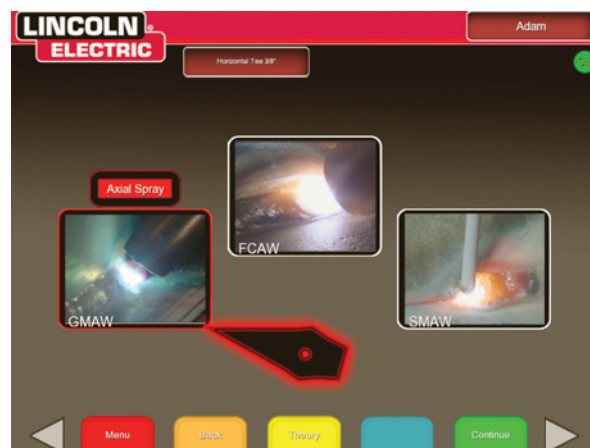 LINCOLN
ELECTRIC
Adam
Horizontal Tee 3/8"
Axial Spray
FCAW
GMAW
SMAW
Menu
Back
Theory
Continue